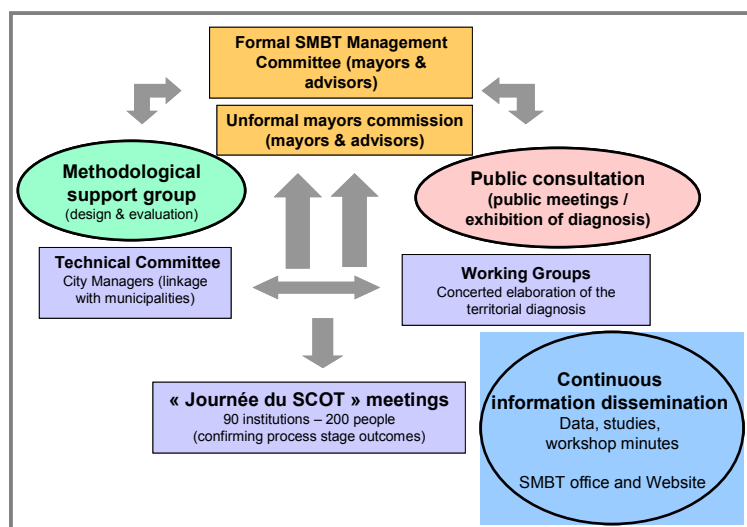 Formal SMBT Management
Committee (mayors &
advisors)
Unformal mayors commission
(mayors & advisors)
Methodological
support group
(design & evaluation)
Public consultation
(public meetings /
exhibition of diagnosis)
Technical Committee
City Managers (linkage
with municipalities)
Working Groups
Concerted elaboration of the
territorial diagnosis
« Journée du SCOT » meetings
90 institutions – 200 people
(confirming process stage outcomes)
Continuous
information dissemination
Data, studies,
workshop minutes
SMBT office and Website